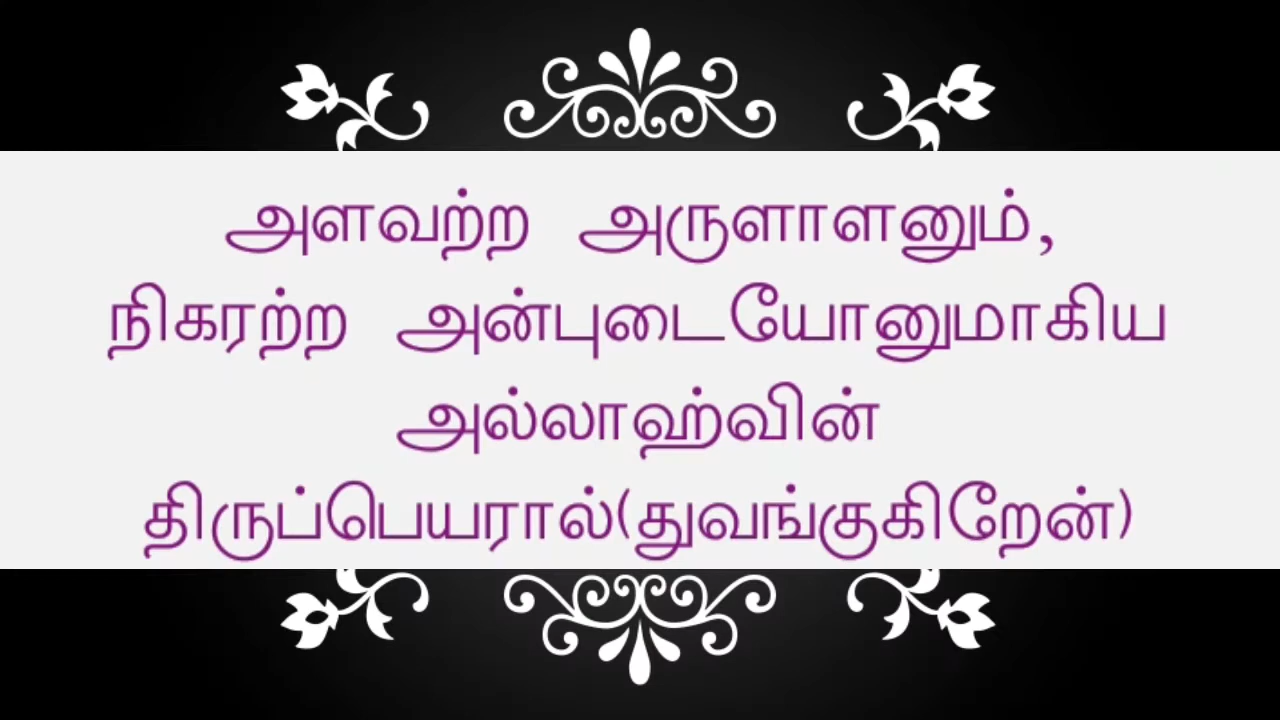 அளவற்ற அருளாளனும்,
நிகரற்ற அன்புடையோனுமாகிய
அல்லாஹ்வின்
திருப்பெயரால்(துவங்குகிறேன்)